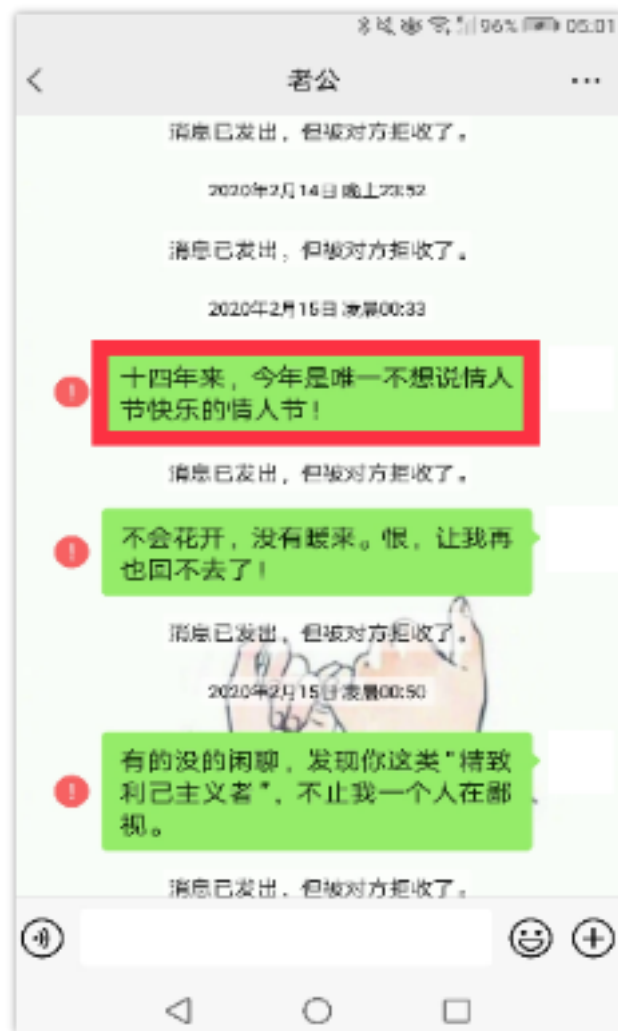 96% 05:01
老公
消息已发出，但被对方拒收了。
2020年2月14日 晚上23:52
消息已发出，但被对方拒收了。
2020年2月15日 凌晨00:33
十四年来，今年是唯一不想说情人
节快乐的情人节！
消息已发出，但被对方拒收了。
不会花开，没有暖来。恨，让我再
也回不去了！
消息已发出，但被对方拒收了。
2020年2月15日 凌晨00:50
有的没的闲聊，发现你这类“精致
利己主义者”，不止我一个人在鄙
视。
消息已发出，但被对方拒收了。